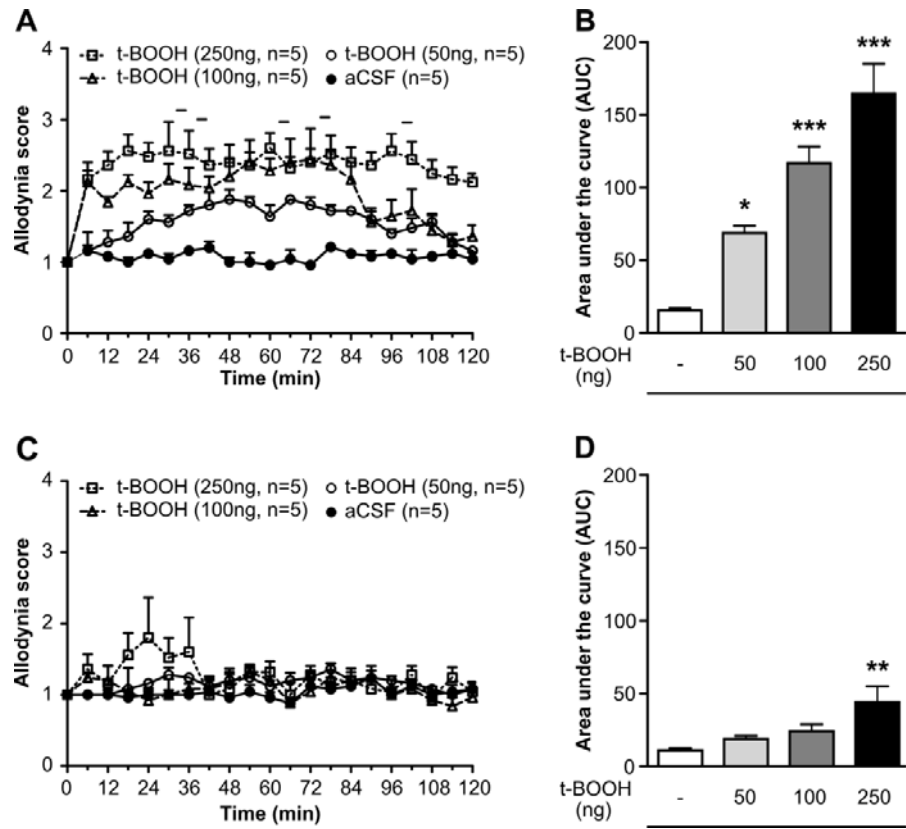 A
t-BOOH (250ng, n=5) t-BOOH (50ng, n=5)
t-BOOH (100ng, n=5) aCSF (n=5)
Allodynia score
4
3
2
1
0
0 12 24 36 48 60 72 84 96 108 120
Time (min)
B
Area under the curve (AUC)
200
150
100
50
0
* *** ***
t-BOOH
(ng)
- 50 100 250
C
t-BOOH (250ng, n=5) t-BOOH (50ng, n=5)
t-BOOH (100ng, n=5) aCSF (n=5)
Allodynia score
4
3
2
1
0
0 12 24 36 48 60 72 84 96 108 120
Time (min)
D
Area under the curve (AUC)
200
150
100
50
0
**
t-BOOH
(ng)
- 50 100 250